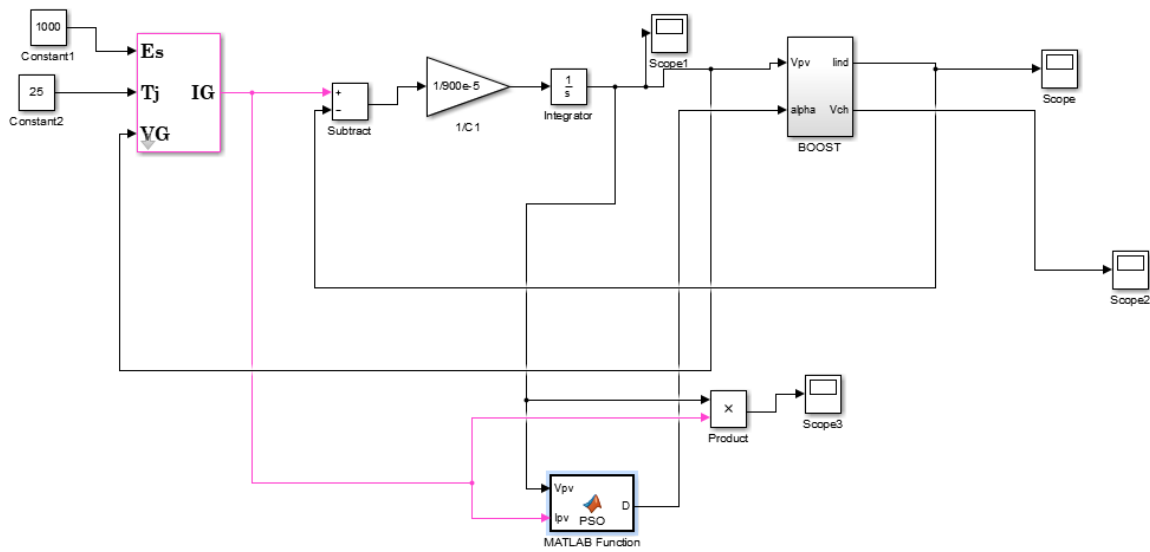 1000
Constant1
25
Constant2
Es
Tj
IG
VG
+
−
Subtract
1/900e-5
1/C1
1
s
Integrator
Scope1
Vpv
Iind
alpha
Vch
BOOST
Scope
Scope2
×
Product
Scope3
Vpv
D
Ipv
PSO
MATLAB Function